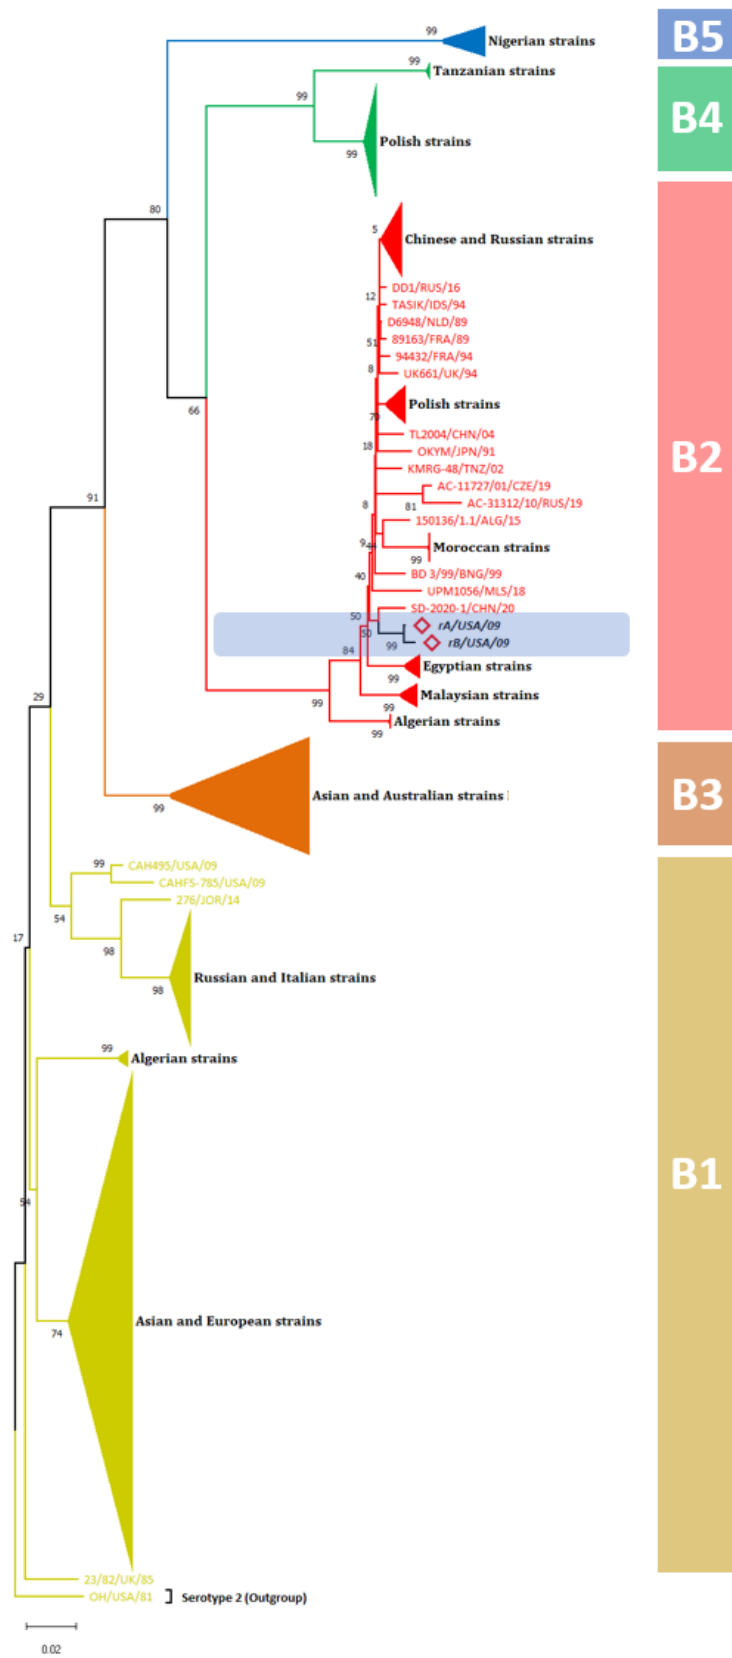 99
Nigerian strains
B5
99
Tanzanian strains
99
B4
99
Polish strains
80
5
Chinese and Russian strains
DD1/RUS/16
12
TASIK/IDS/94
D6948/NLD/89
89163/FRA/89
51
94432/FRA/94
8
UK661/UK/94
Polish strains
66
TL2004/CHN/04
18
OKYM/JPN/91
B2
KMRG-48/TNZ/02
AC-11727/01/CZE/19
91
81
AC-31312/10/RUS/19
8
150136/1.1/ALG/15
9
44
Moroccan strains
99
40
BD 3/99/BNG/99
UPM1056/MLS/18
SD-2020-1/CHN/20
50
rA/USA/09
50
99
rB/USA/09
84
Egyptian strains
99
29
Malaysian strains
99
99
Algerian strains
99
B3
99
Asian and Australian strains
99
CAH495/USA/09
CAHFS-785/USA/09
276/JOR/14
54
17
98
Russian and Italian strains
98
99
Algerian strains
B1
54
Asian and European strains
74
23/82/UK/85
OH/USA/81
Serotype 2 (Outgroup)
0.02